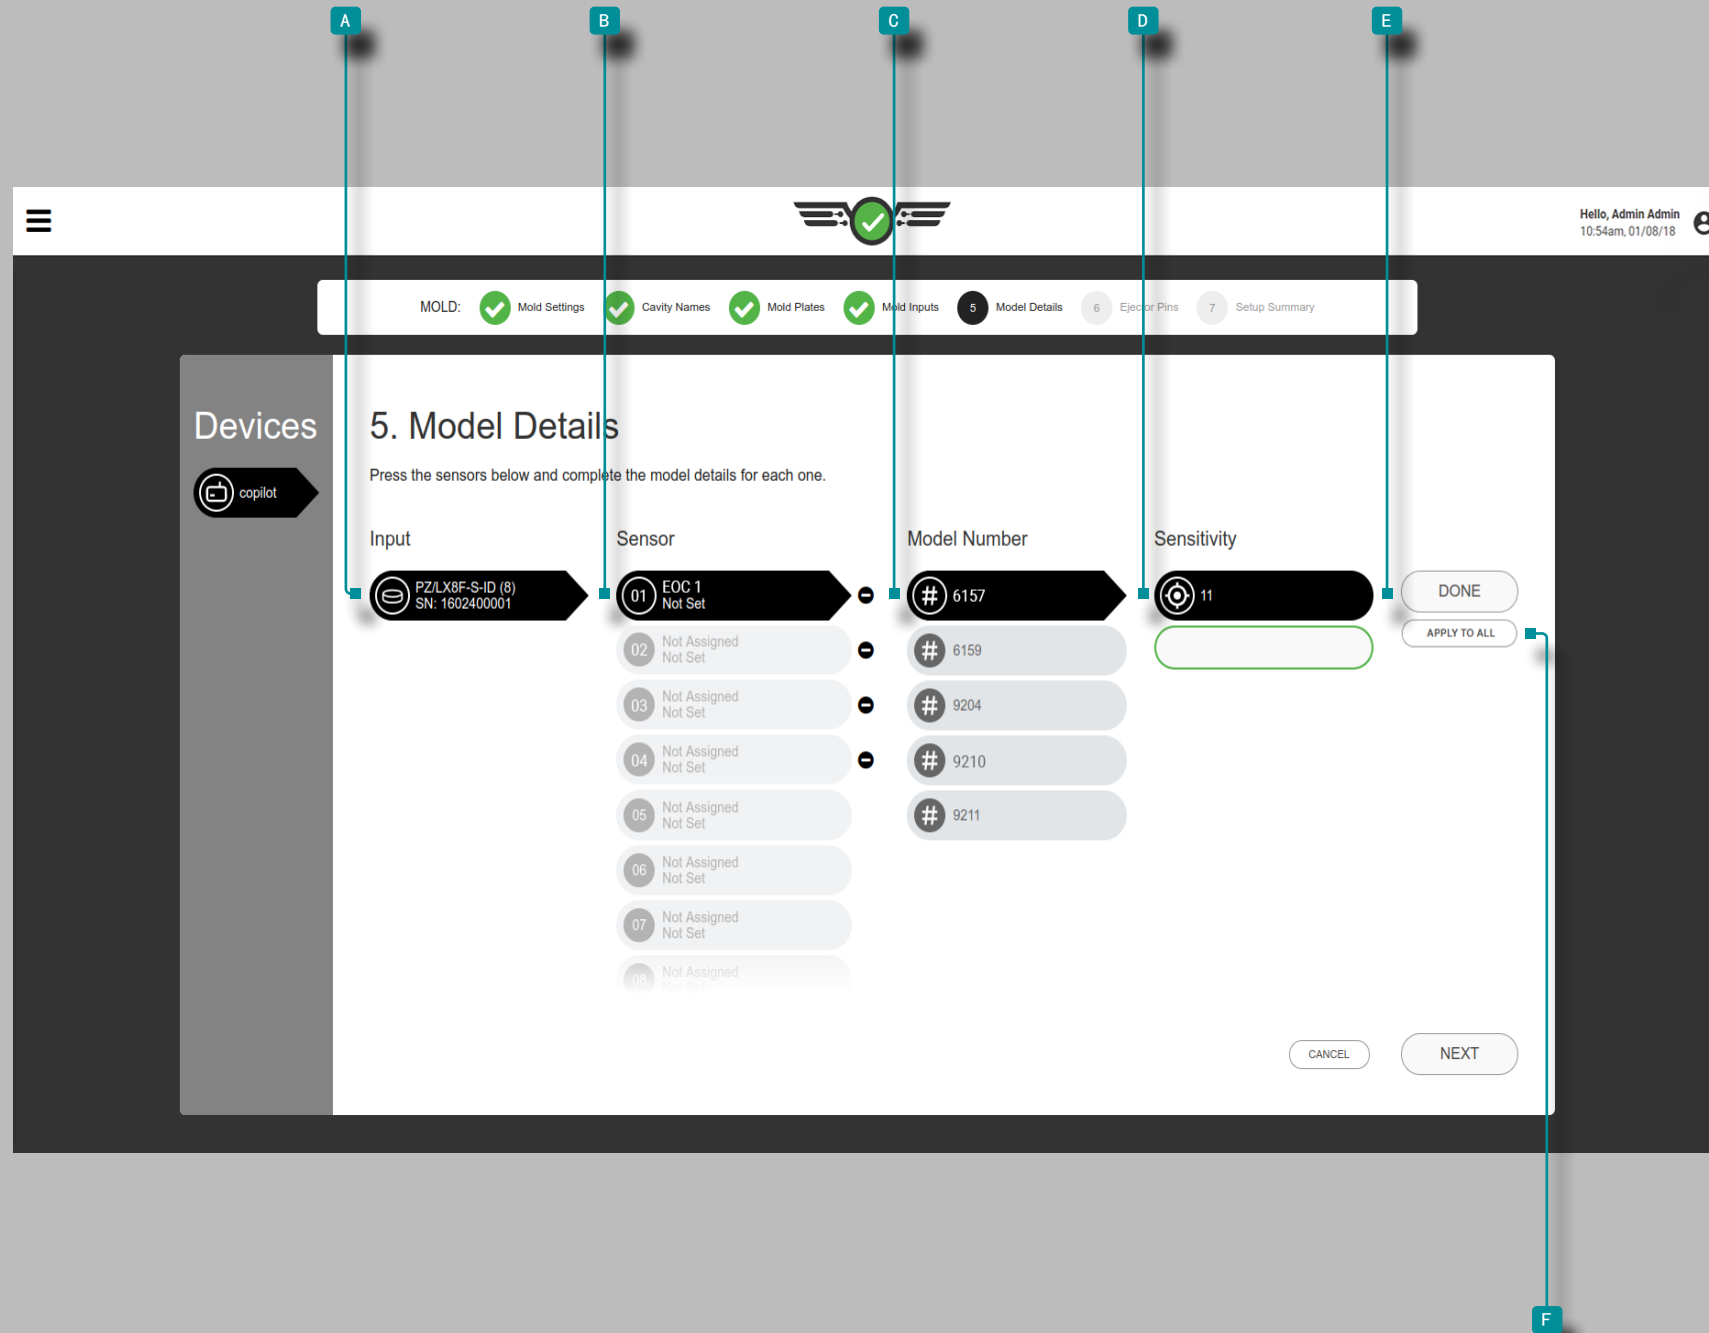 A B C D E
Hello, Admin Admin
10:54am, 01/08/18
MOLD: Mold Settings Cavity Names Mold Plates Mold Inputs 5 Model Details 6 Ejector Pins 7 Setup Summary
Devices
copilot
5. Model Details
Press the sensors below and complete the model details for each one.
Input Sensor Model Number Sensitivity
PZ/LX8F-S-ID (8)
SN: 1602400001
01 EOC 1
Not Set
# 6157
11
DONE
APPLY TO ALL
02 Not Assigned
Not Set
# 6159
03 Not Assigned
Not Set
# 9204
04 Not Assigned
Not Set
# 9210
05 Not Assigned
Not Set
# 9211
06 Not Assigned
Not Set
07 Not Assigned
Not Set
08 Not Assigned
Not Set
CANCEL NEXT
F